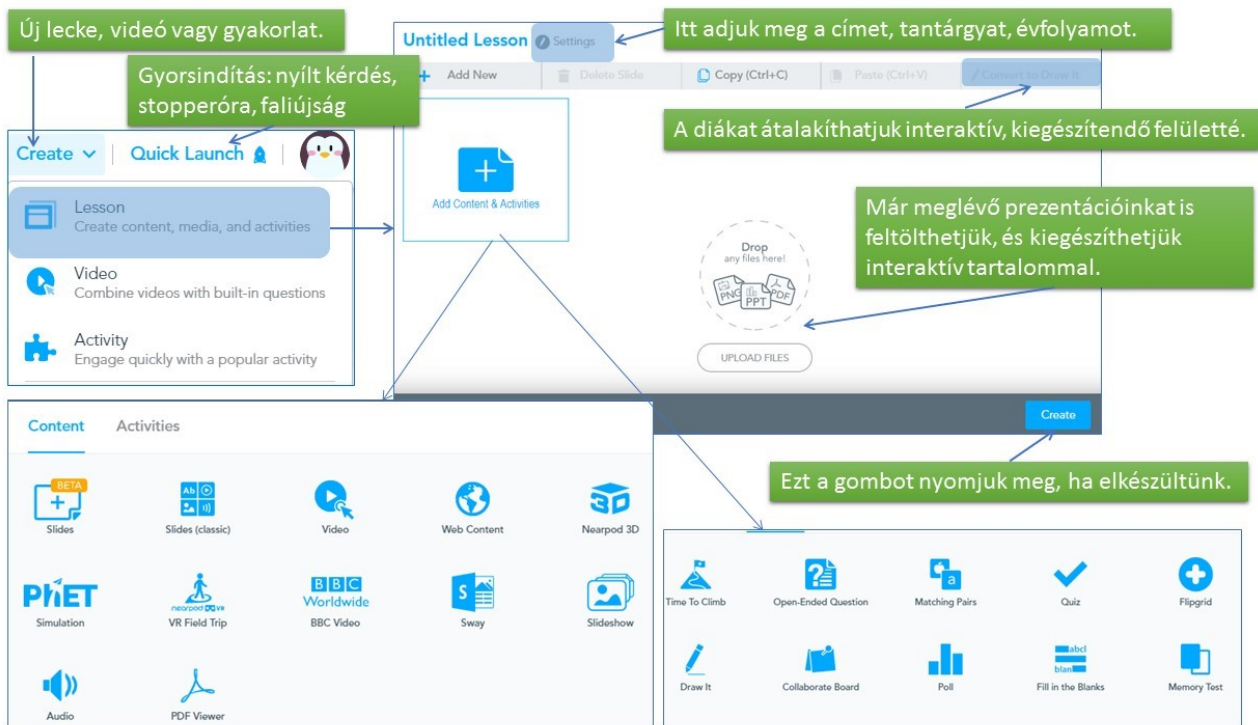 Új lecke, videó vagy gyakorlat.
Gyorsindítás: nyílt kérdés,
stopperóra, faliújság
Create
Quick Launch
Lesson
Create content, media, and activities
Video
Combine videos with built-in questions
Activity
Engage quickly with a popular activity
Untitled Lesson
Settings
Itt adjuk meg a címet, tantárgyat, évfolyamot.
+ Add New
Delete Slide
Copy (Ctrl+C)
Paste (Ctrl+V)
Convert to Draw It
A diákat átalakíthatjuk interaktív, kiegészítendő felületté.
Add Content & Activities
Már meglévő prezentációinkat is
feltölthetjük, és kiegészíthetjük
interaktív tartalommal.
Drop
any files here!
PNG
PPT
PDF
UPLOAD FILES
Create
Ezt a gombot nyomjuk meg, ha elkészültünk.
Content
Activities
BETA
Slides
Ab
Slides (classic)
Video
Web Content
3D
Nearpod 3D
PhET
Simulation
nearpod VR
VR Field Trip
BBC
Worldwide
BBC Video
S
Sway
Slideshow
Audio
PDF Viewer
Time To Climb
?
Open-Ended Question
a
Matching Pairs
Quiz
Flipgrid
Draw It
Collaborate Board
Poll
abcl
blan
Fill in the Blanks
Memory Test